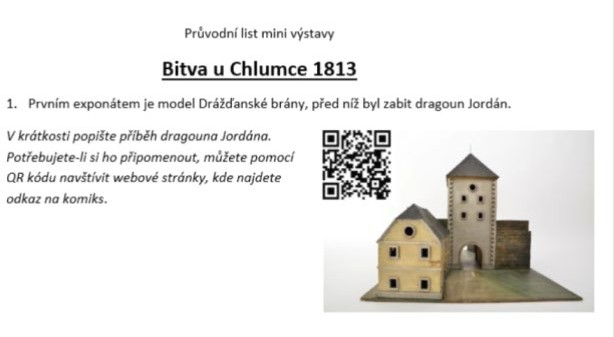 Průvodní list mini výstavy
Bitva u Chlumce 1813
1. Prvním exponátem je model Drážďanské brány, před níž byl zabit dragoun Jordán.
V krátkosti popište příběh dragouna Jordána.
Potřebujete-li si ho připomenout, můžete pomocí
QR kódu navštívit webové stránky, kde najdete
odkaz na komiks.